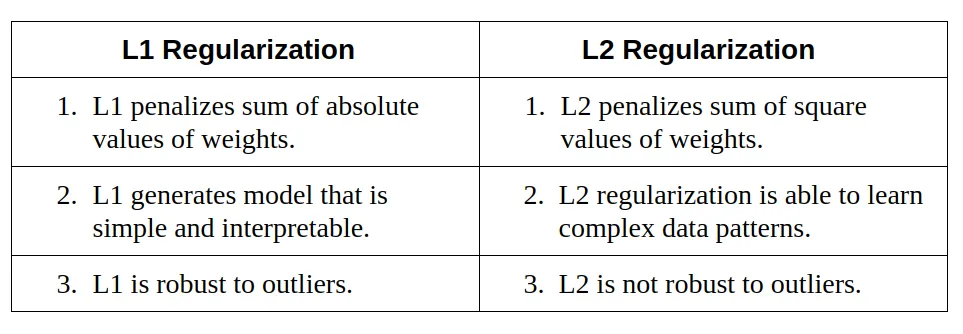 L1 Regularization
L2 Regularization
1. L1 penalizes sum of absolute
values of weights.
1. L2 penalizes sum of square
values of weights.
2. L1 generates model that is
simple and interpretable.
2. L2 regularization is able to learn
complex data patterns.
3. L1 is robust to outliers.
3. L2 is not robust to outliers.